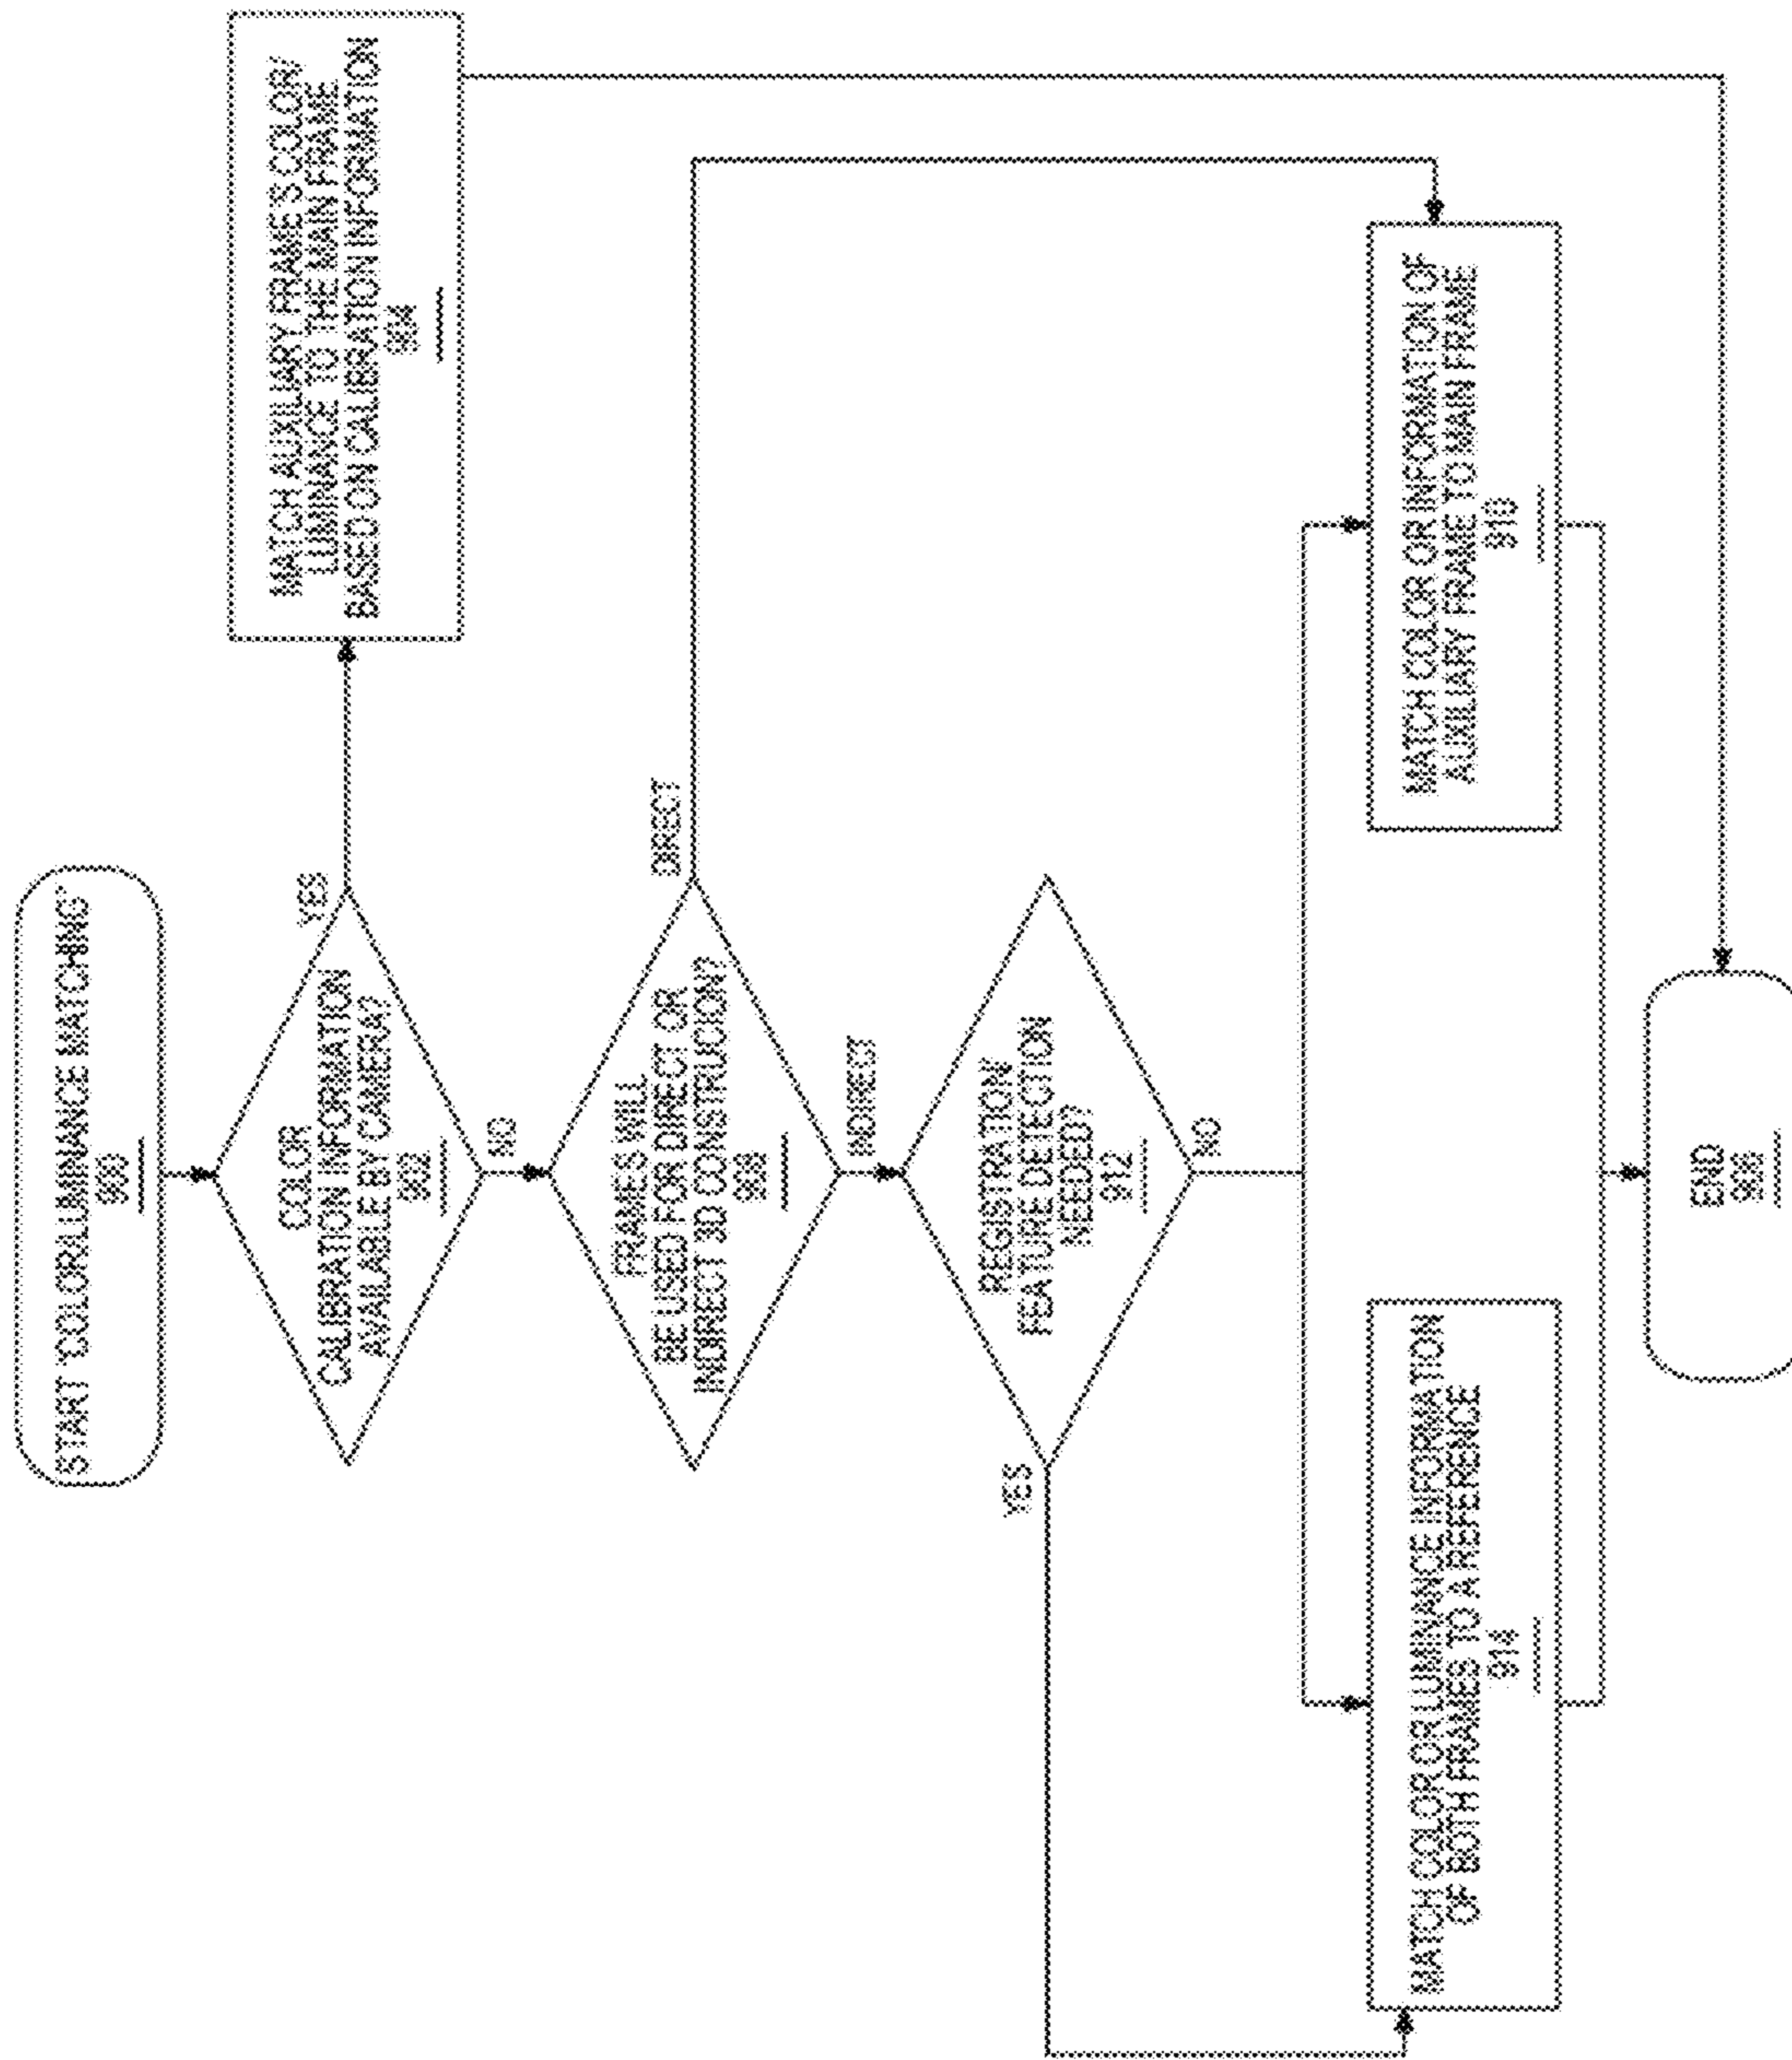 START 'COLOR/LUMINANCE MATCHING'
900
COLOR
CALIBRATION INFORMATION
AVAILABLE BY CAMERA?
902
YES
NO
MATCH AUXILIARY FRAME'S COLOR/
LUMINANCE TO THE MAIN FRAME
BASED ON CALIBRATION INFORMATION
904
FRAMES WILL
BE USED FOR DIRECT OR
INDIRECT 3D CONSTRUCION?
908
DIRECT
INDIRECT
REGISTRATION/
FEATURE DETECTION
NEEDED?
912
YES
NO
MATCH COLOR OR LUMINANCE INFORMATION
OF BOTH FRAMES TO A REFERENCE
914
MATCH COLOR OR INFORMATION OF
AUXILIARY FRAME TO MAIN FRAME
910
END
906